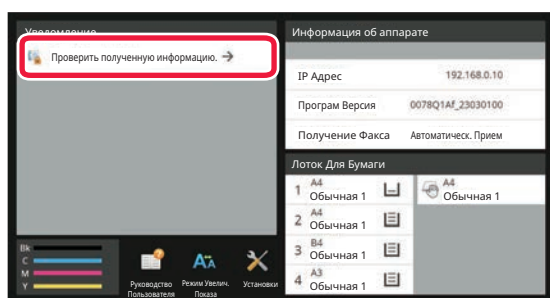 Уведомление
Проверить полученную информацию. →
Bk
C
M
Y
Руководство
Пользователя
Режим Увелич.
Показа
Установки
Информация об аппарате
IP Адрес 192.168.0.10
Програм Версия 0078Q1Af_23030100
Получение Факса Автоматическ. Прием
Лоток Для Бумаги
1 A4
Обычная 1
2 A4
Обычная 1
3 B4
Обычная 1
4 A3
Обычная 1
A4
Обычная 1